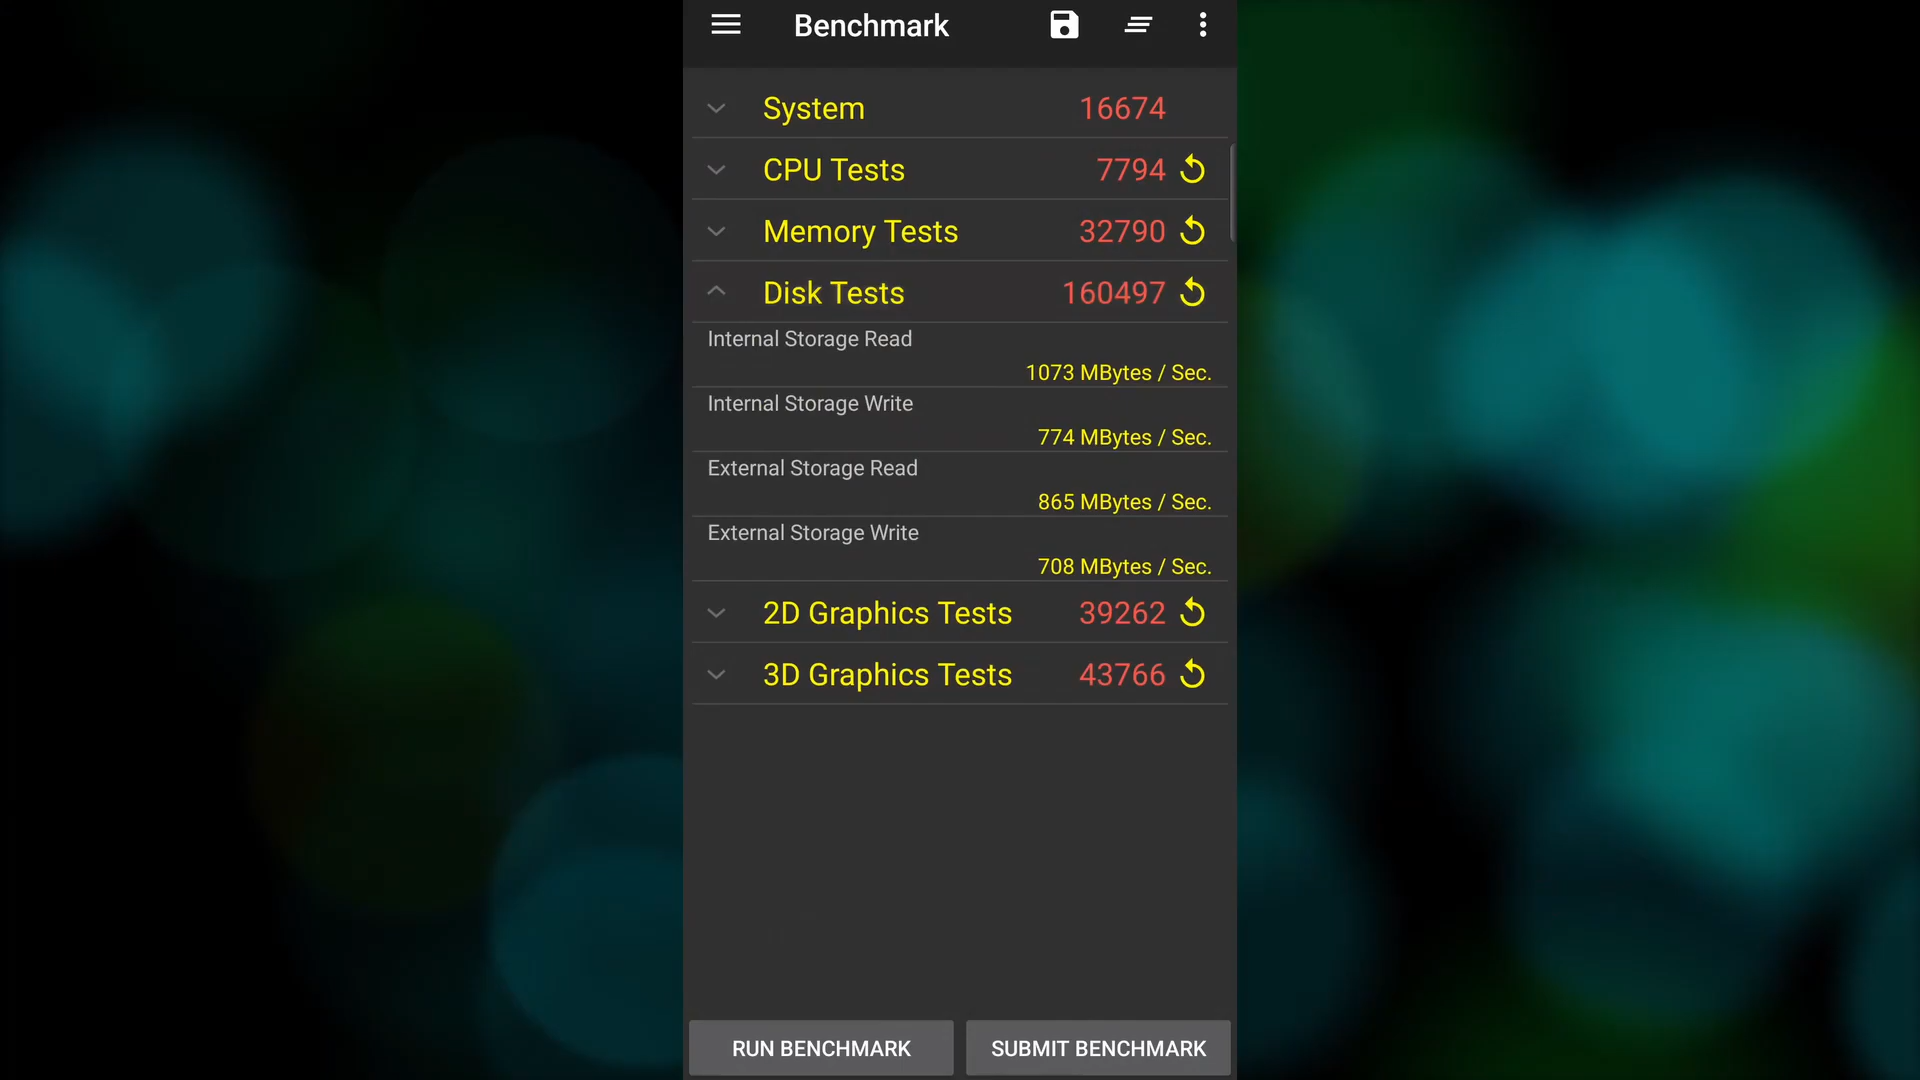 Benchmark
System 16674
CPU Tests 7794
Memory Tests 32790
Disk Tests 160497
Internal Storage Read
1073 MBytes / Sec.
Internal Storage Write
774 MBytes / Sec.
External Storage Read
865 MBytes / Sec.
External Storage Write
708 MBytes / Sec.
2D Graphics Tests 39262
3D Graphics Tests 43766
RUN BENCHMARK SUBMIT BENCHMARK